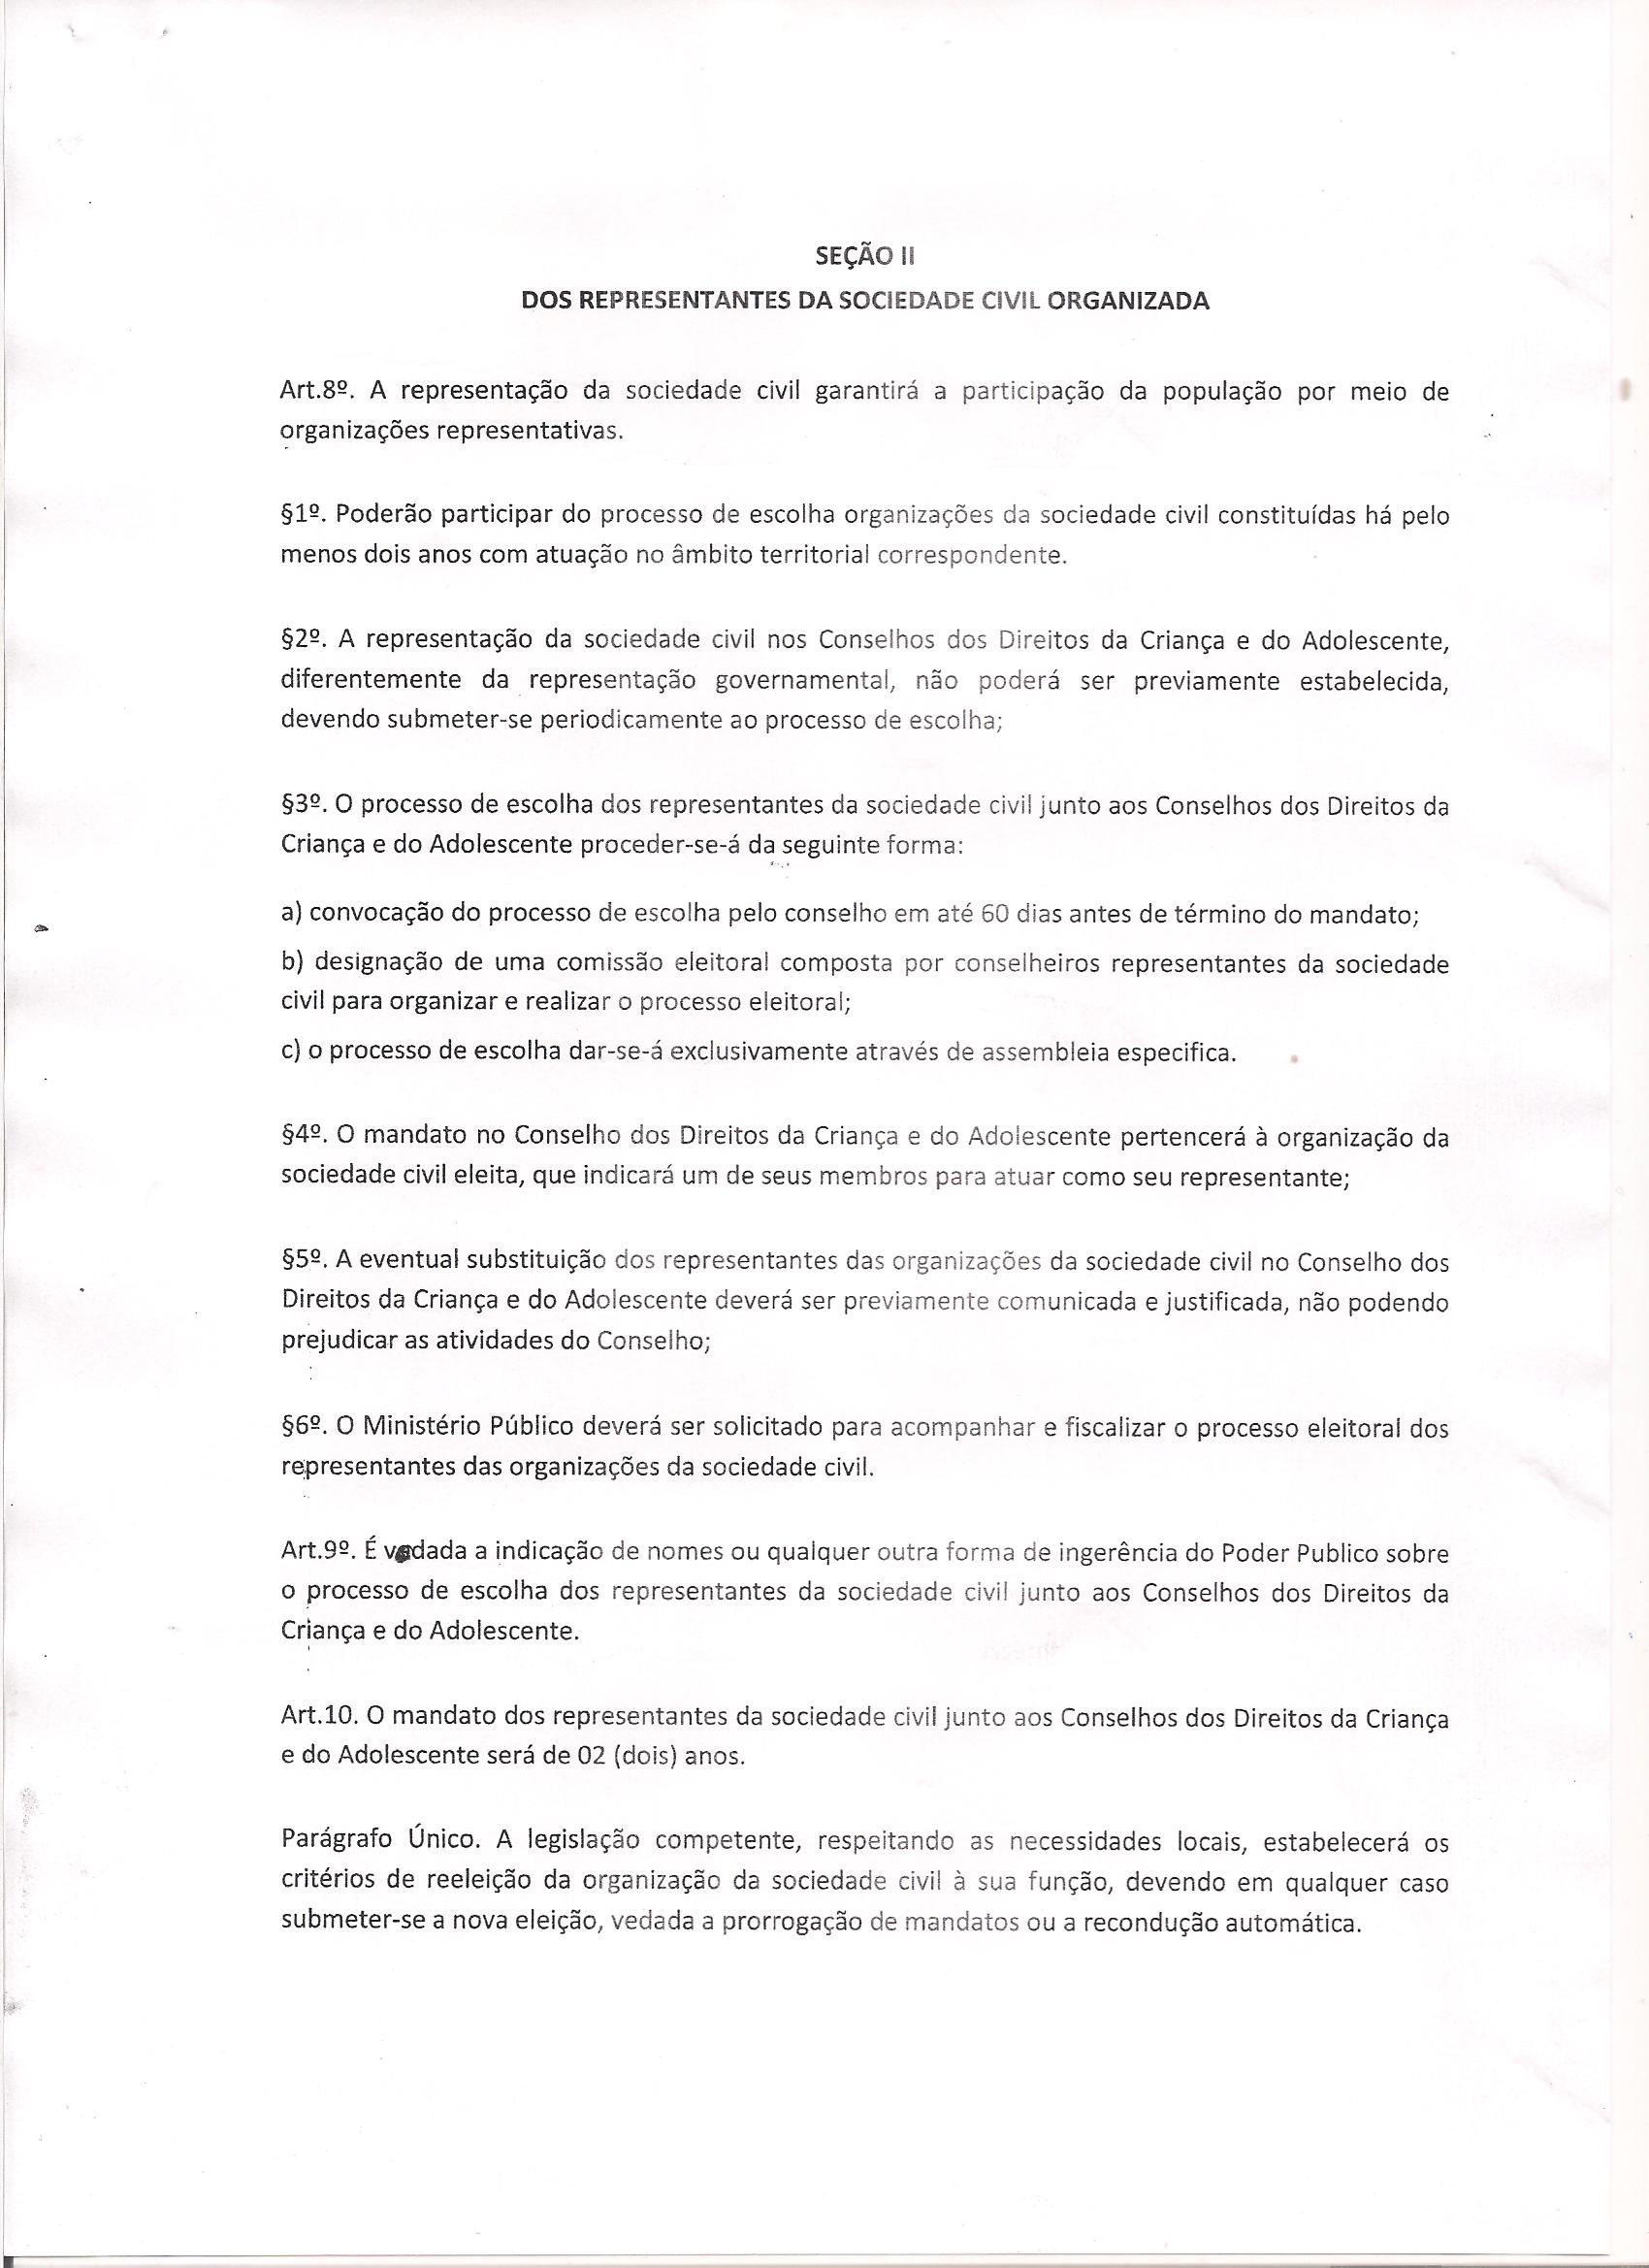 SEÇÃO II
DOS REPRESENTANTES DA SOCIEDADE CIVIL ORGANIZADA
Art.8º. A representação da sociedade civil garantirá a participação da população por meio de
organizações representativas.
§1º. Poderão participar do processo de escolha organizações da sociedade civil constituídas há pelo
menos dois anos com atuação no âmbito territorial correspondente.
§2º. A representação da sociedade civil nos Conselhos dos Direitos da Criança e do Adolescente,
diferentemente da representação governamental, não poderá ser previamente estabelecida,
devendo submeter-se periodicamente ao processo de escolha;
§3º. O processo de escolha dos representantes da sociedade civil junto aos Conselhos dos Direitos da
Criança e do Adolescente proceder-se-á da seguinte forma:
a) convocação do processo de escolha pelo conselho em até 60 dias antes de término do mandato;
b) designação de uma comissão eleitoral composta por conselheiros representantes da sociedade
civil para organizar e realizar o processo eleitoral;
c) o processo de escolha dar-se-á exclusivamente através de assembleia especifica.
§4º. O mandato no Conselho dos Direitos da Criança e do Adolescente pertencerá à organização da
sociedade civil eleita, que indicará um de seus membros para atuar como seu representante;
§5º. A eventual substituição dos representantes das organizações da sociedade civil no Conselho dos
Direitos da Criança e do Adolescente deverá ser previamente comunicada e justificada, não podendo
prejudicar as atividades do Conselho;
§6º. O Ministério Público deverá ser solicitado para acompanhar e fiscalizar o processo eleitoral dos
representantes das organizações da sociedade civil.
Art.9º. É vedada a indicação de nomes ou qualquer outra forma de ingerência do Poder Publico sobre
o processo de escolha dos representantes da sociedade civil junto aos Conselhos dos Direitos da
Criança e do Adolescente.
Art.10. O mandato dos representantes da sociedade civil junto aos Conselhos dos Direitos da Criança
e do Adolescente será de 02 (dois) anos.
Parágrafo Único. A legislação competente, respeitando as necessidades locais, estabelecerá os
critérios de reeleição da organização da sociedade civil à sua função, devendo em qualquer caso
submeter-se a nova eleição, vedada a prorrogação de mandatos ou a recondução automática.